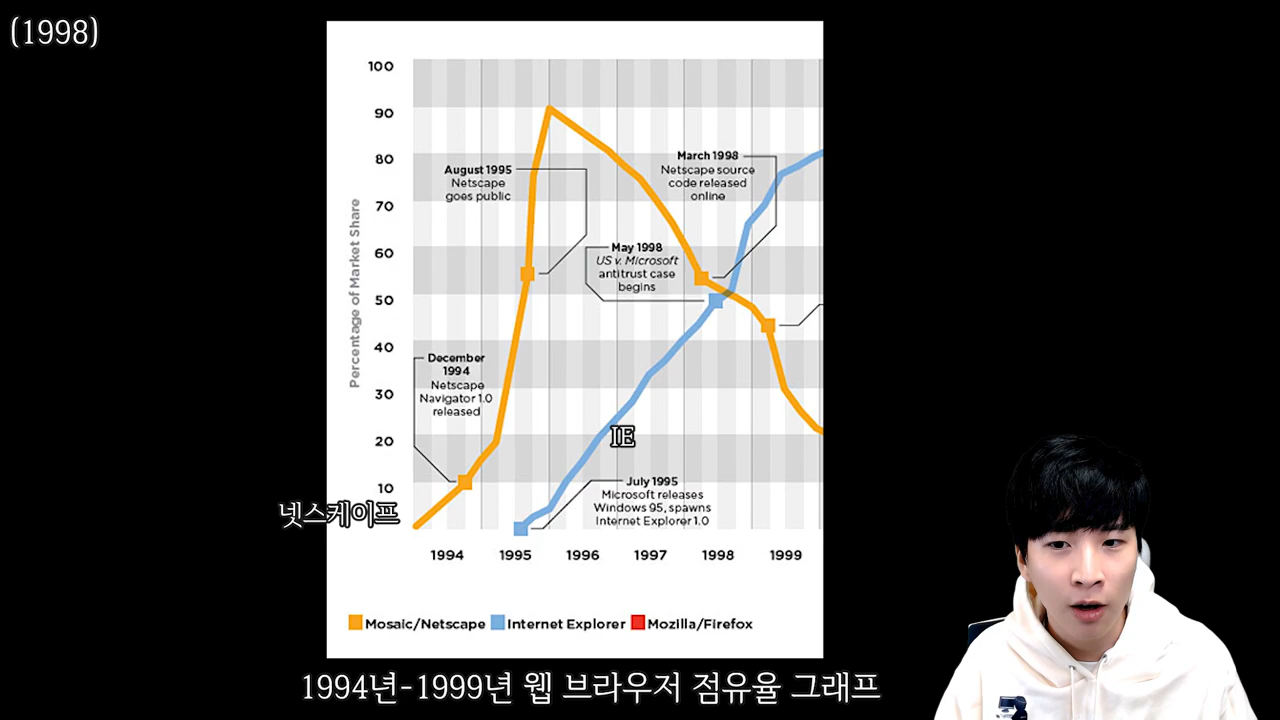 (1998)
100
90
80
70
60
50
40
30
20
10
Percentage of Market Share
August 1995
Netscape
goes public
March 1998
Netscape source
code released
online
May 1998
US v. Microsoft
antitrust case
begins
December
1994
Netscape
Navigator 1.0
released
IE
July 1995
Microsoft releases
Windows 95, spawns
Internet Explorer 1.0
넷스케이프
1994 1995 1996 1997 1998 1999
Mosaic/Netscape Internet Explorer Mozilla/Firefox
1994년-1999년 웹 브라우저 점유율 그래프